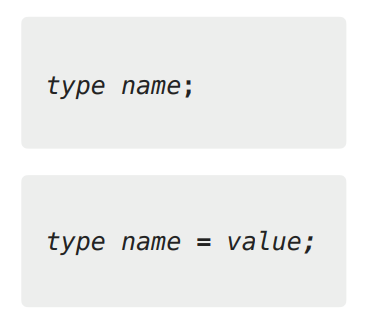 type name;
type name = value;